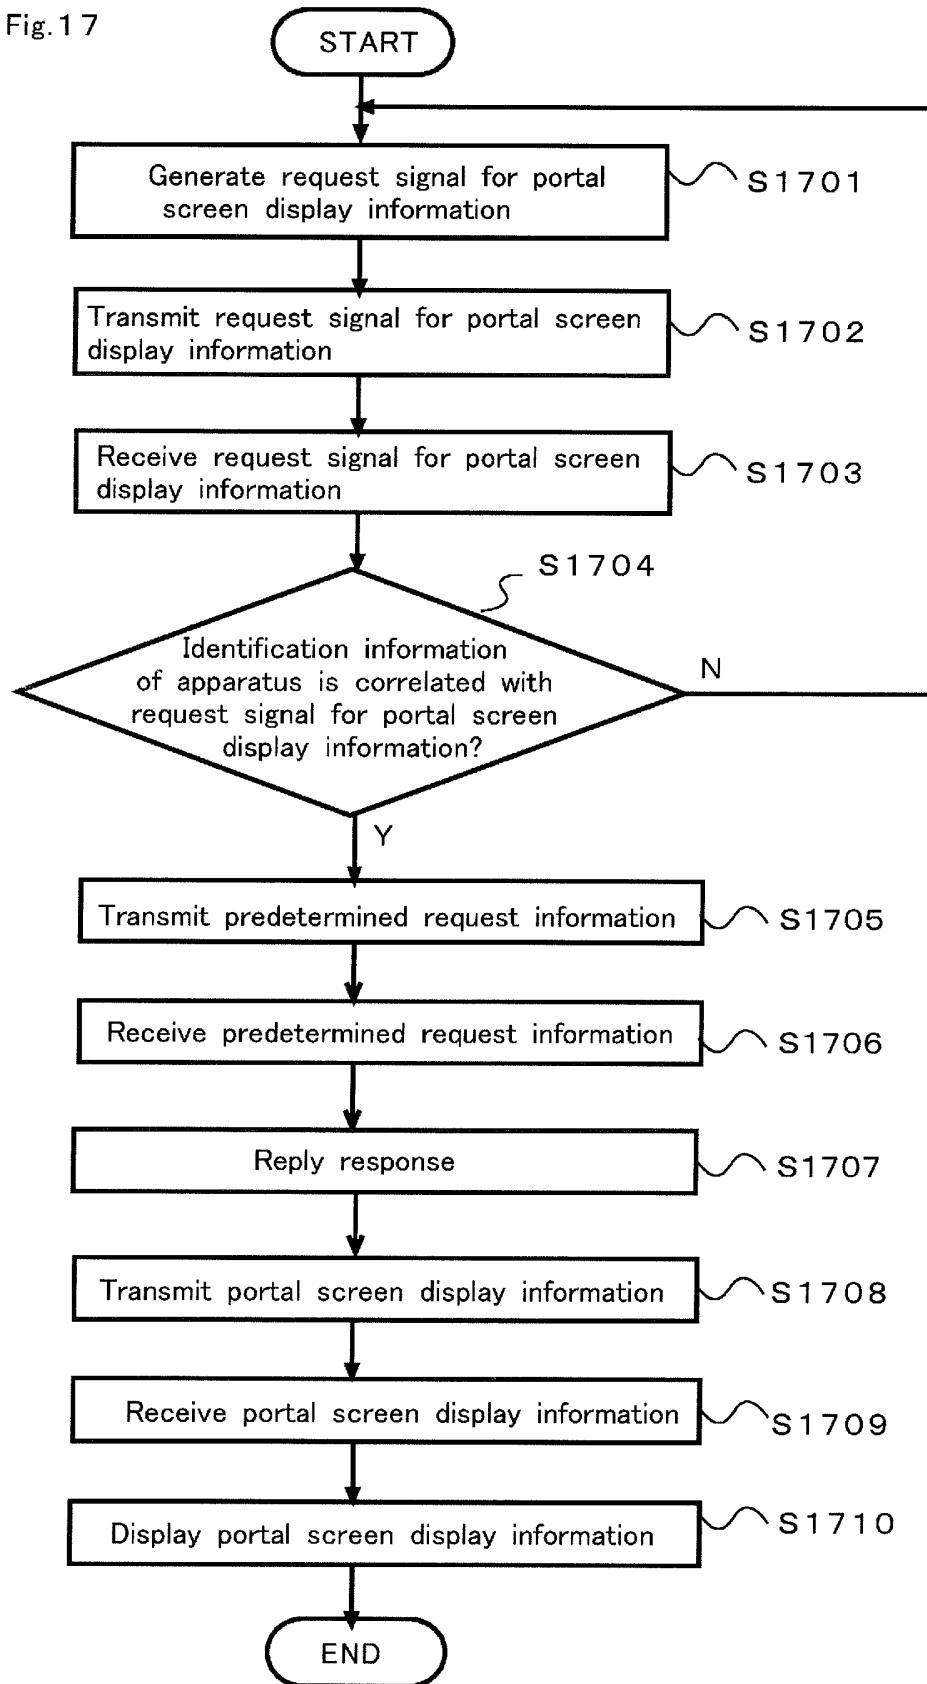 Fig.17
START
Generate request signal for portal
screen display information
S1701
Transmit request signal for portal screen
display information
S1702
Receive request signal for portal screen
display information
S1703
S1704
Identification information
of apparatus is correlated with
request signal for portal screen
display information?
N
Y
Transmit predetermined request information
S1705
Receive predetermined request information
S1706
Reply response
S1707
Transmit portal screen display information
S1708
Receive portal screen display information
S1709
Display portal screen display information
S1710
END